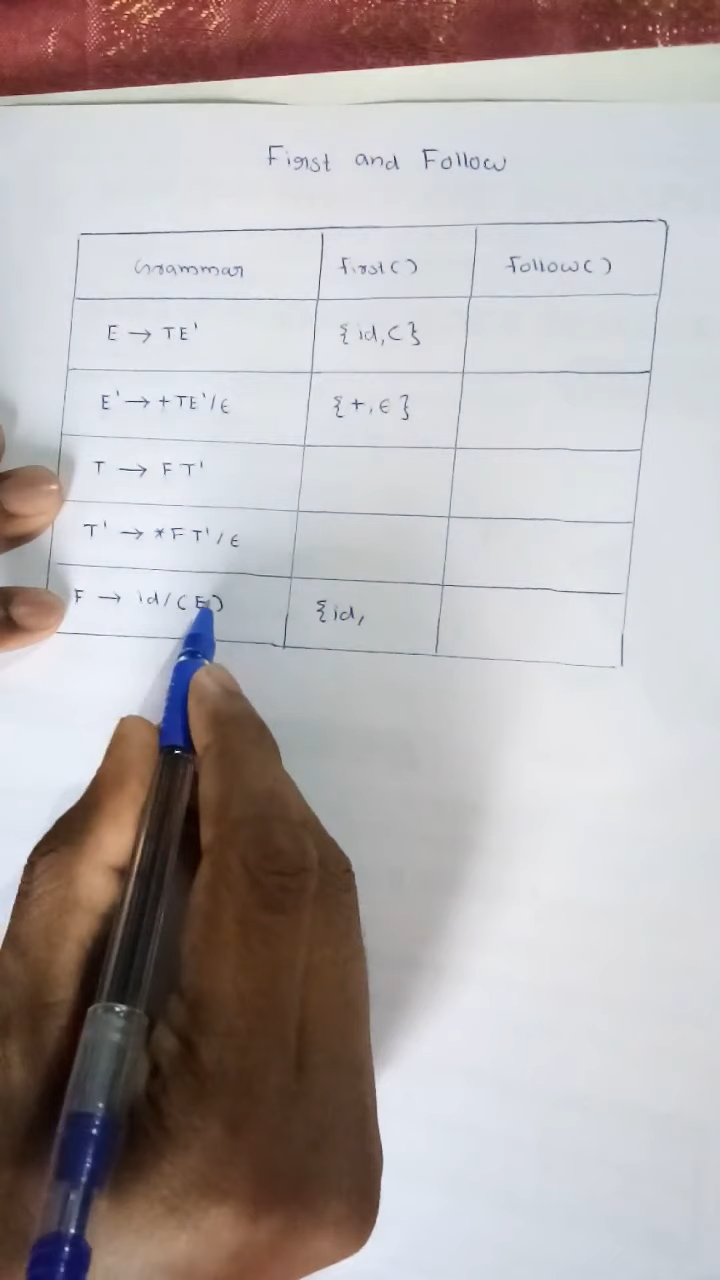 First and Follow
Grammar First() Follow()
E → TE' {id,(}
E' → +TE'/ε {+,ε}
T → FT'
T' → *FT'/ε
F → id/(E) {id,